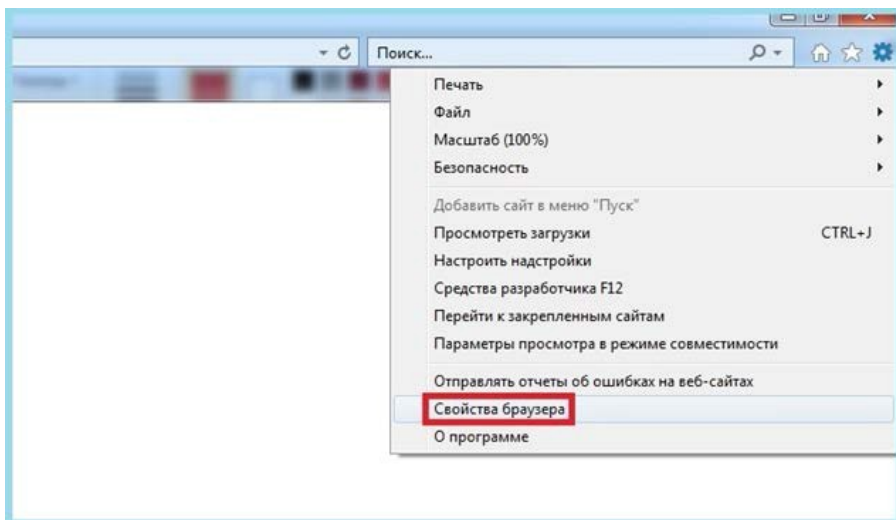 Поиск...
Печать
Файл
Масштаб (100%)
Безопасность
Добавить сайт в меню "Пуск"
Просмотреть загрузки CTRL+J
Настроить надстройки
Средства разработчика F12
Перейти к закрепленным сайтам
Параметры просмотра в режиме совместимости
Отправлять отчеты об ошибках на веб-сайтах
Свойства браузера
О программе